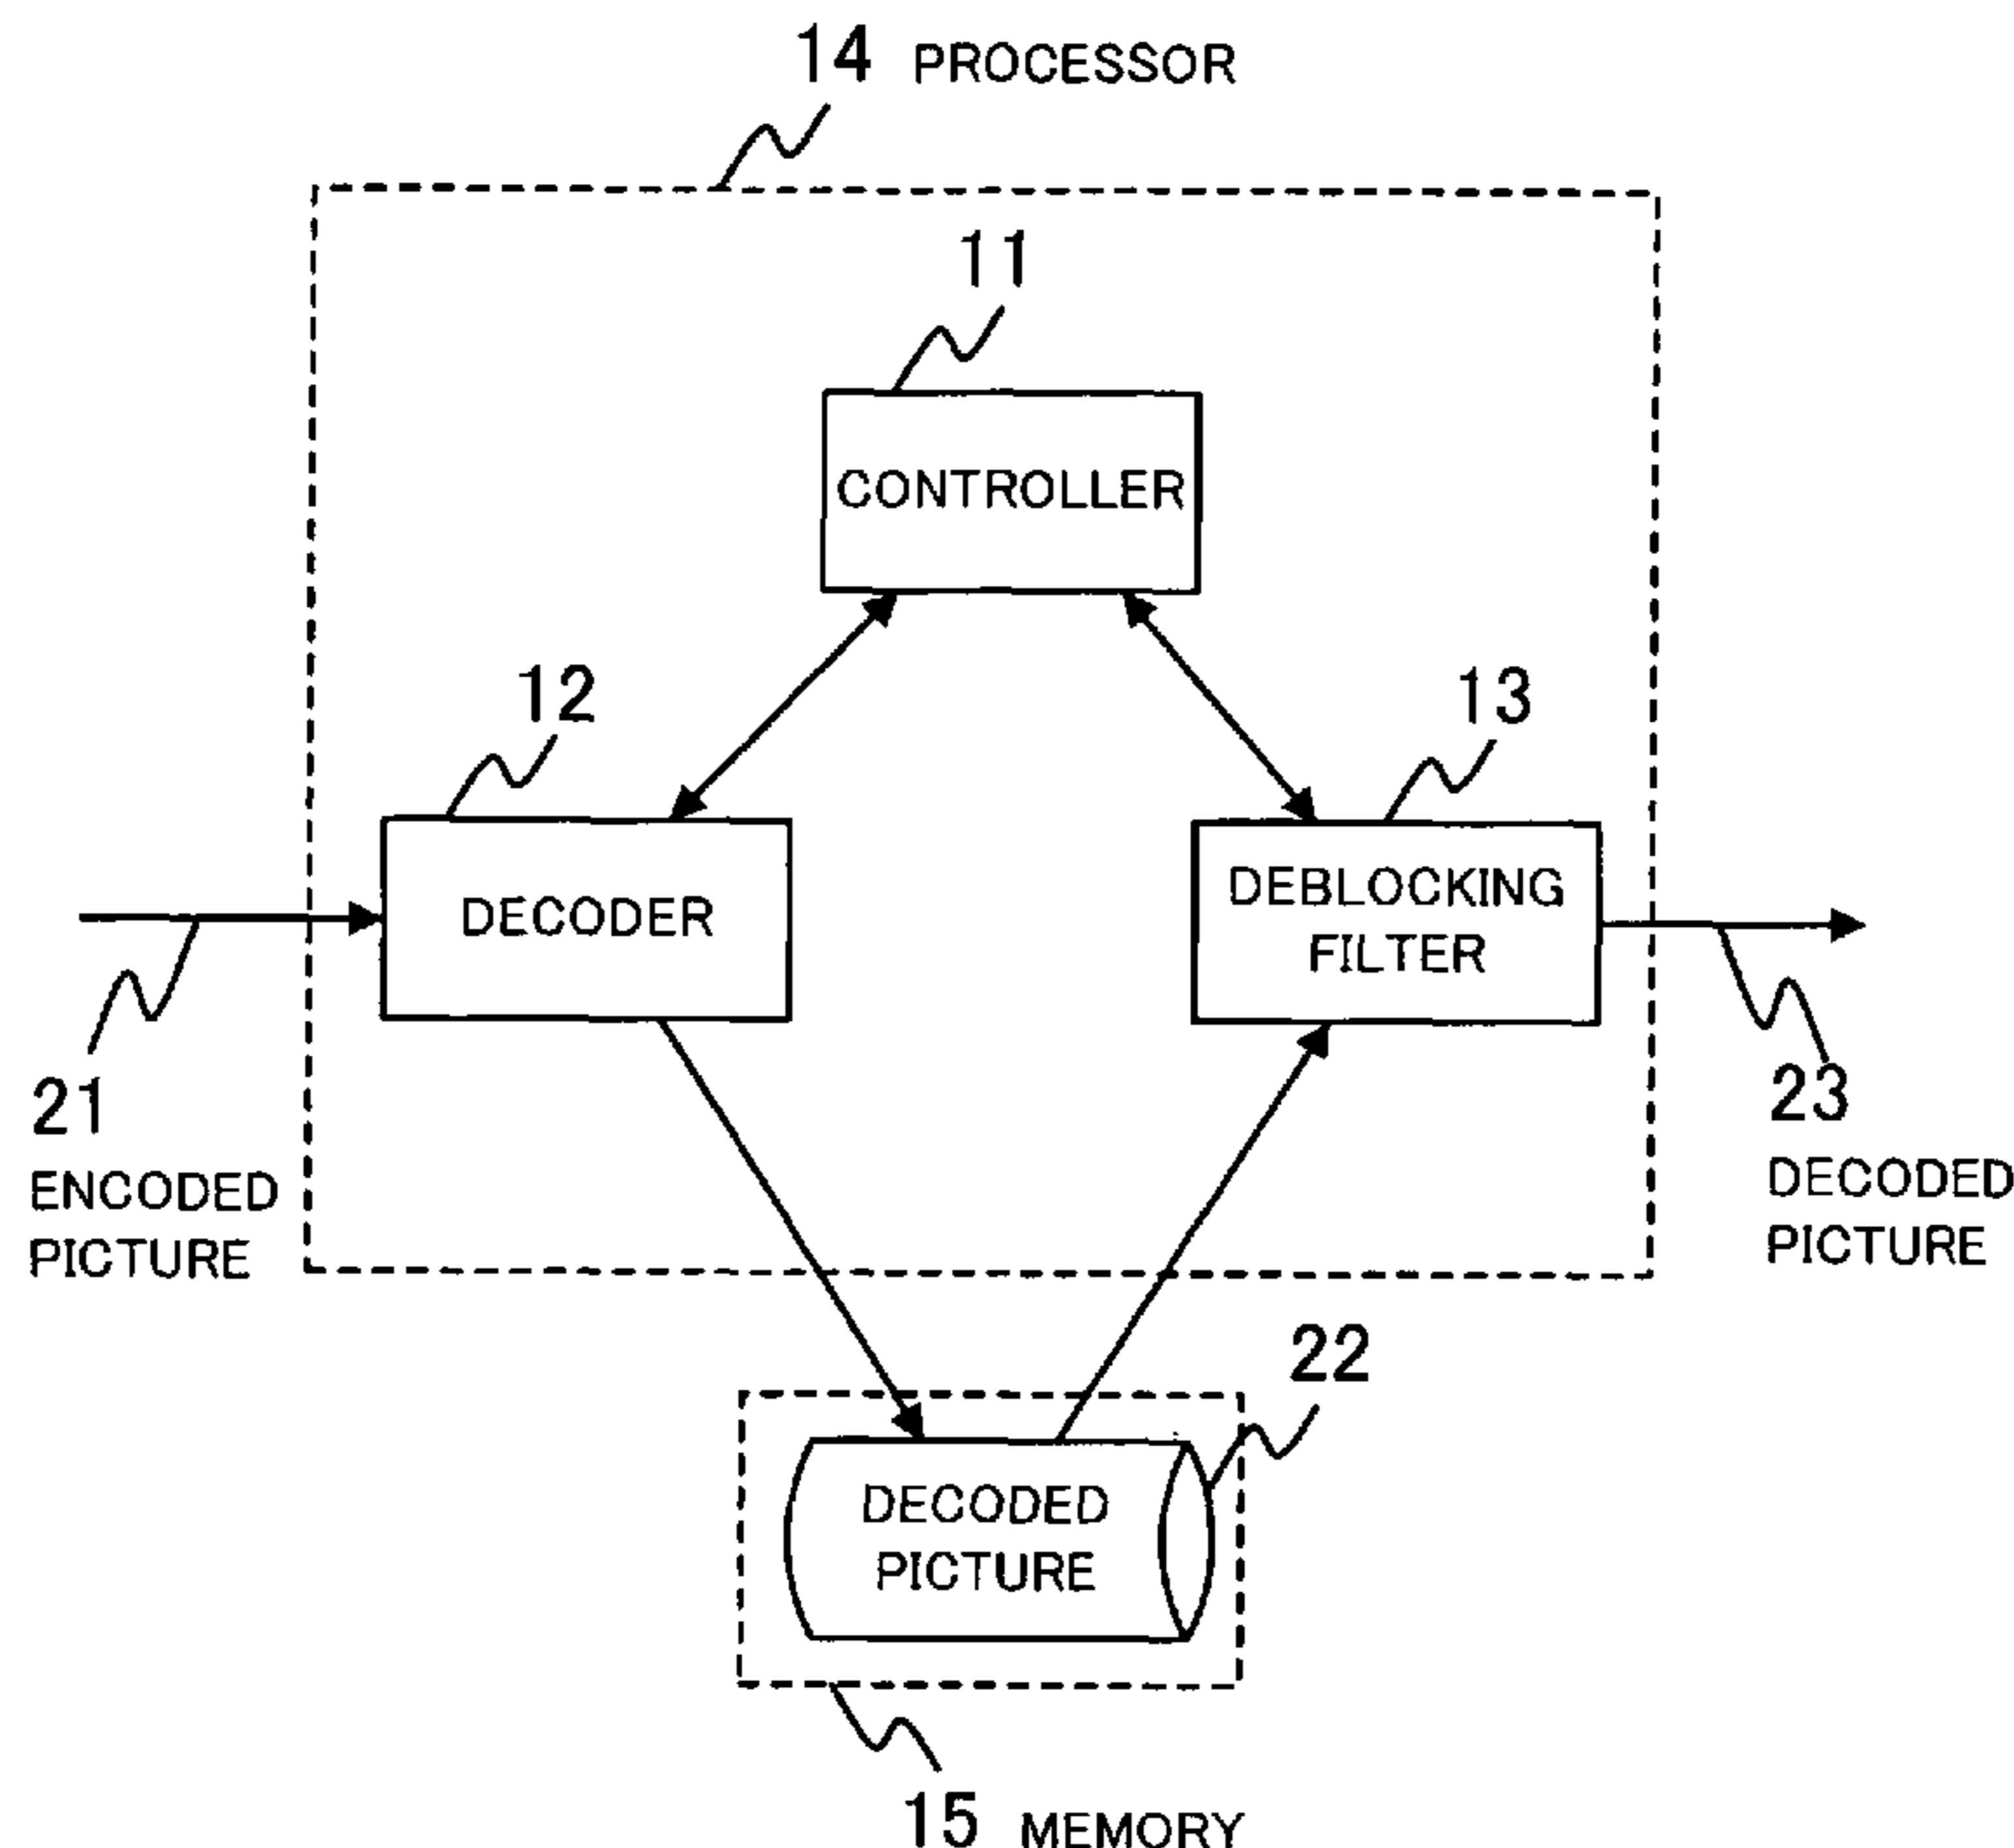 14 PROCESSOR
11
CONTROLLER
12
13
DECODER
DEBLOCKING
FILTER
21
ENCODED
PICTURE
23
DECODED
PICTURE
22
DECODED
PICTURE
15 MEMORY